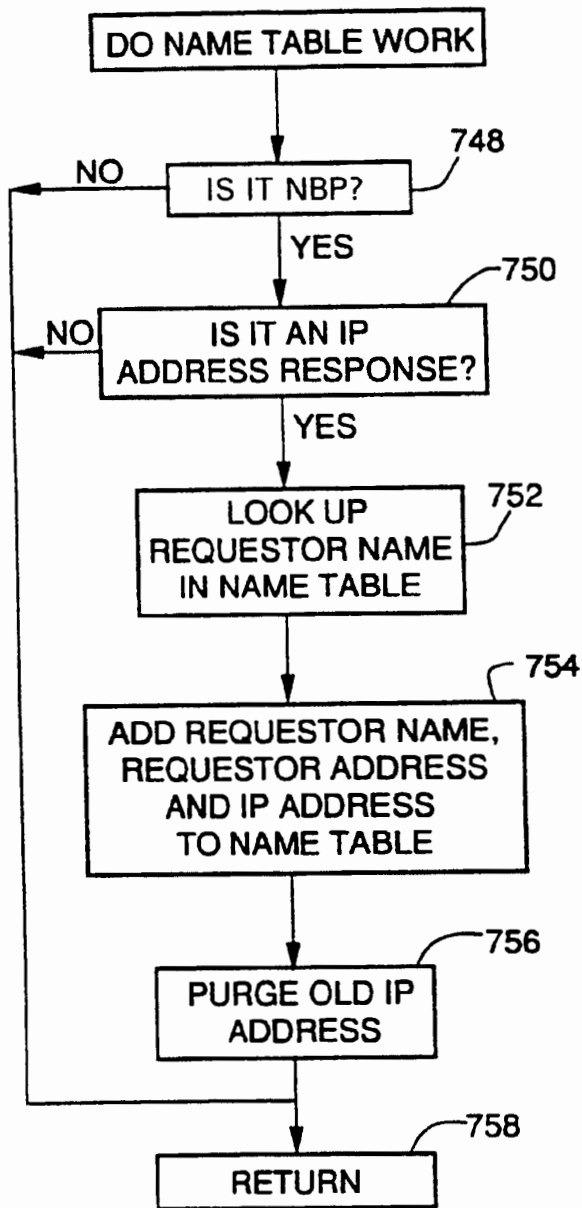 DO NAME TABLE WORK
748
NO
IS IT NBP?
YES
750
NO
IS IT AN IP
ADDRESS RESPONSE?
YES
752
LOOK UP
REQUESTOR NAME
IN NAME TABLE
754
ADD REQUESTOR NAME,
REQUESTOR ADDRESS
AND IP ADDRESS
TO NAME TABLE
756
PURGE OLD IP
ADDRESS
758
RETURN